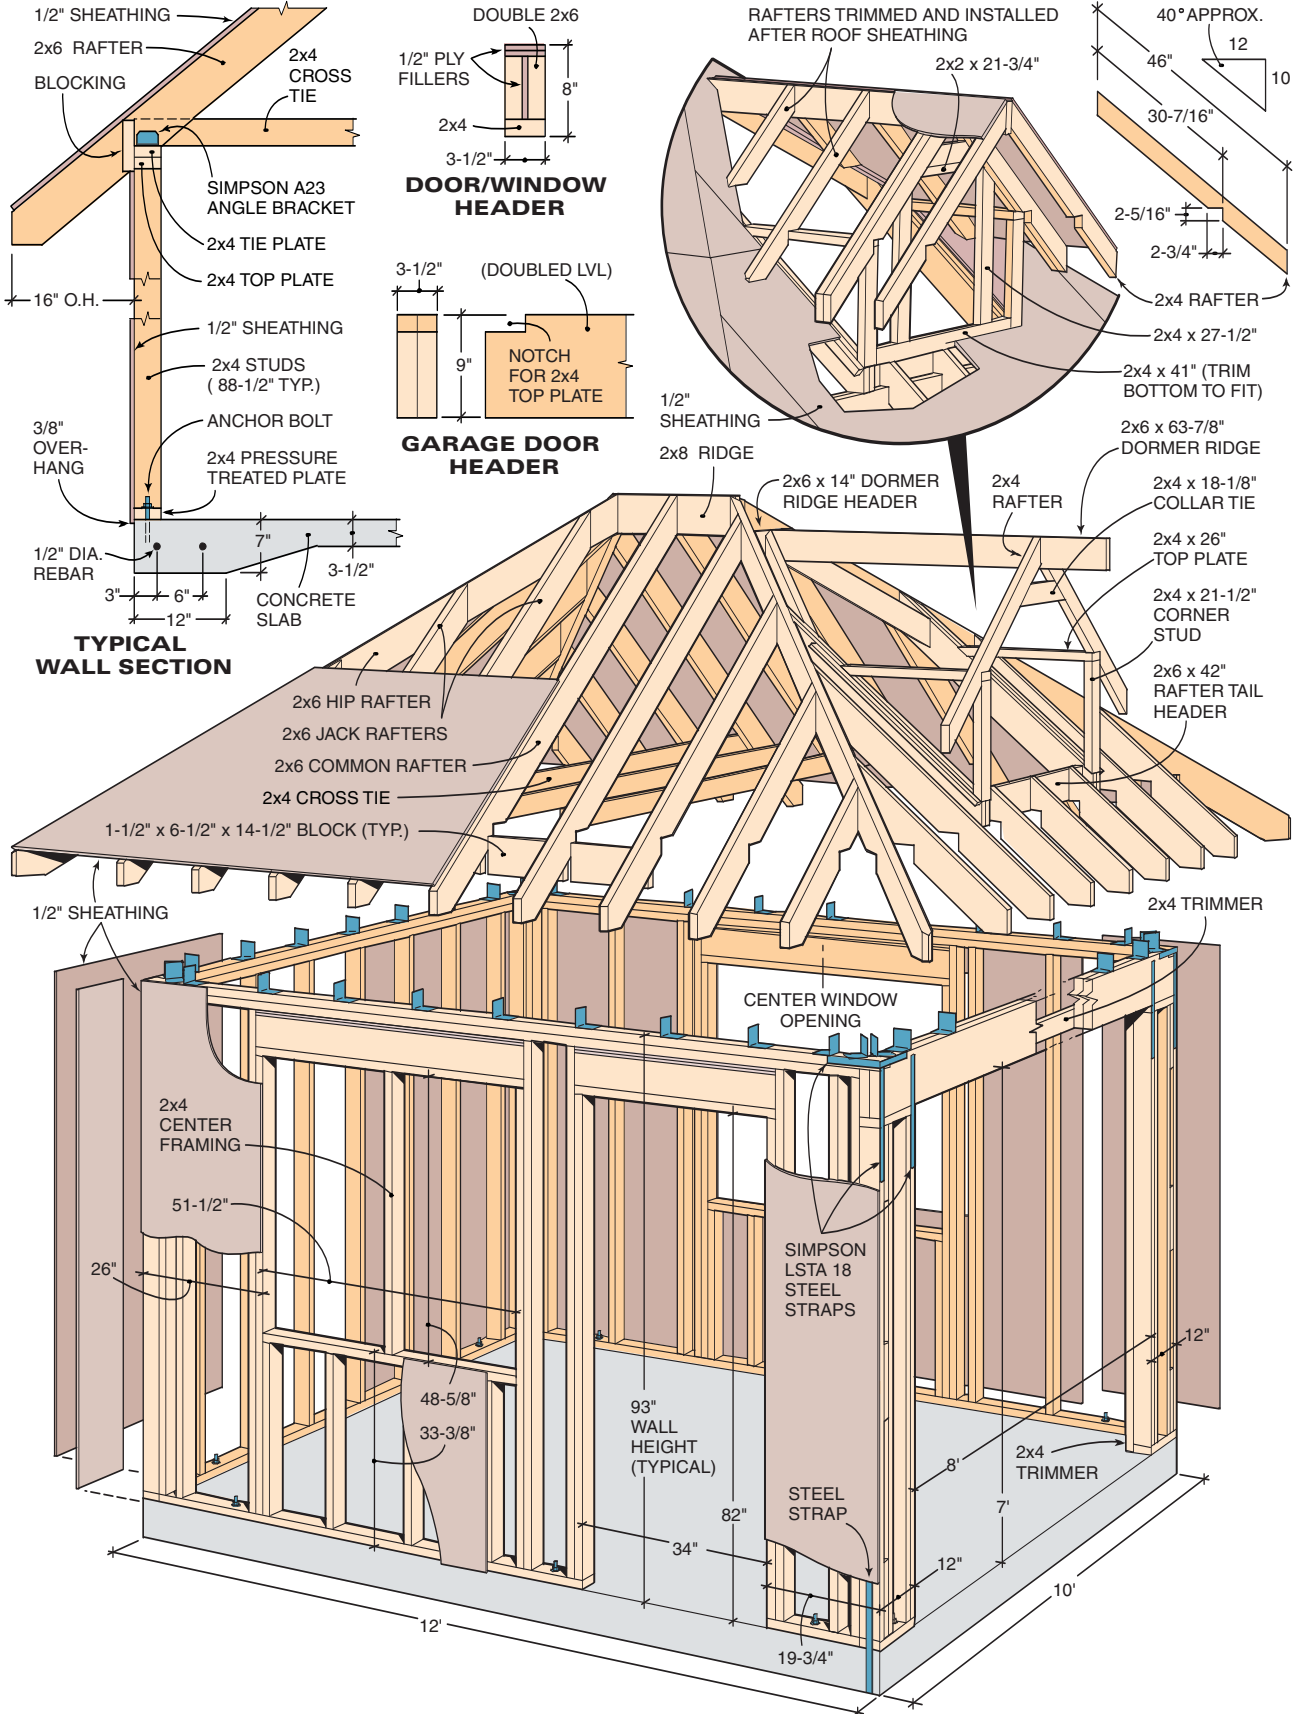 1/2" SHEATHING
2x6 RAFTER
BLOCKING
2x4
CROSS
TIE
SIMPSON A23
ANGLE BRACKET
2x4 TIE PLATE
2x4 TOP PLATE
16" O.H.
1/2" SHEATHING
2x4 STUDS
( 88-1/2" TYP.)
ANCHOR BOLT
3/8"
OVER-
HANG
2x4 PRESSURE
TREATED PLATE
1/2" DIA.
REBAR
7"
3-1/2"
3"
6"
12"
CONCRETE
SLAB
TYPICAL
WALL SECTION
DOUBLE 2x6
1/2" PLY
FILLERS
8"
2x4
3-1/2"
DOOR/WINDOW
HEADER
3-1/2"
(DOUBLED LVL)
9"
NOTCH
FOR 2x4
TOP PLATE
GARAGE DOOR
HEADER
RAFTERS TRIMMED AND INSTALLED
AFTER ROOF SHEATHING
2x2 x 21-3/4"
40° APPROX.
12
10
46"
30-7/16"
2-5/16"
2-3/4"
2x4 RAFTER
2x4 x 27-1/2"
2x4 x 41" (TRIM
BOTTOM TO FIT)
1/2"
SHEATHING
2x8 RIDGE
2x6 x 14" DORMER
RIDGE HEADER
2x4
RAFTER
2x6 x 63-7/8"
DORMER RIDGE
2x4 x 18-1/8"
COLLAR TIE
2x4 x 26"
TOP PLATE
2x4 x 21-1/2"
CORNER
STUD
2x6 x 42"
RAFTER TAIL
HEADER
2x6 HIP RAFTER
2x6 JACK RAFTERS
2x6 COMMON RAFTER
2x4 CROSS TIE
1-1/2" x 6-1/2" x 14-1/2" BLOCK (TYP.)
1/2" SHEATHING
2x4 TRIMMER
CENTER WINDOW
OPENING
2x4
CENTER
FRAMING
51-1/2"
26"
SIMPSON
LSTA 18
STEEL
STRAPS
12"
48-5/8"
33-3/8"
93"
WALL
HEIGHT
(TYPICAL)
82"
34"
STEEL
STRAP
8'
2x4
TRIMMER
7'
12"
10'
12'
19-3/4"